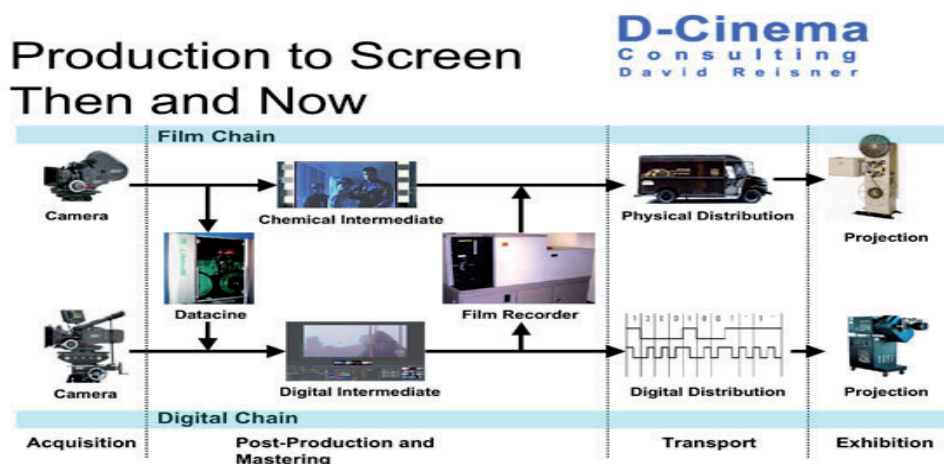 Production to Screen
Then and Now
D-Cinema
Consulting
David Reisner
Film Chain
Camera
Chemical Intermediate
Physical Distribution
Projection
Datacine
Film Recorder
Camera
Digital Intermediate
Digital Distribution
Projection
Digital Chain
Acquisition
Post-Production and
Mastering
Transport
Exhibition